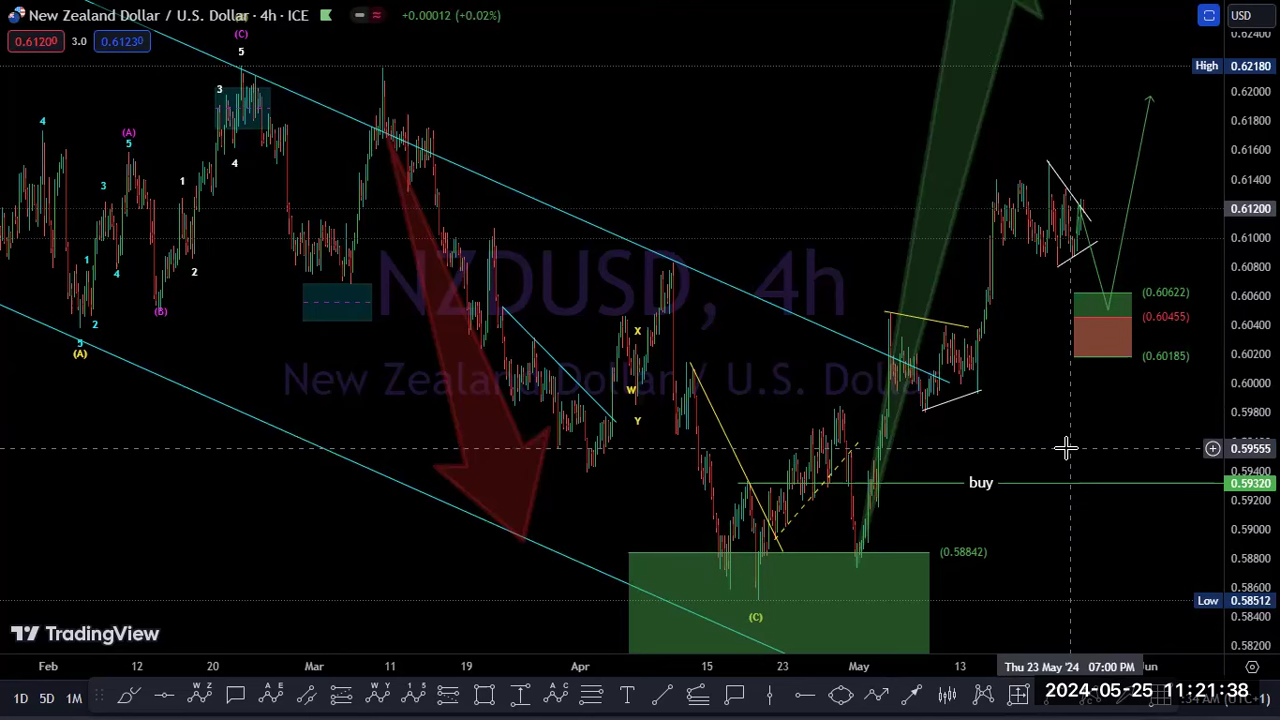 New Zealand Dollar / U.S. Dollar · 4h · ICE +0.00012 (+0.02%)
USD
0.61200 3.0 0.61230
0.62400
High 0.62180
0.62000
0.61800
0.61600
0.61400
0.61200
0.61000
0.60800
0.60600
0.60400
0.60200
0.60000
0.59800
0.59555
0.59400
0.59320
0.59200
0.59000
0.58800
0.58600
Low 0.58512
0.58400
0.58200
(C)
5
3
4
4
(A)
5
3
1
1
4
2
2
(B)
5
(A)
NZDUSD, 4h
New Zealand Dollar / U.S. Dollar
X
W
Y
(0.60622)
(0.60455)
(0.60185)
buy
(0.58842)
(C)
TradingView
Feb 12 20 Mar 11 19 Apr 15 23 May 13 Thu 23 May '24 07:00 PM Jun
1D 5D 1M
2024-05-25 11:21:38